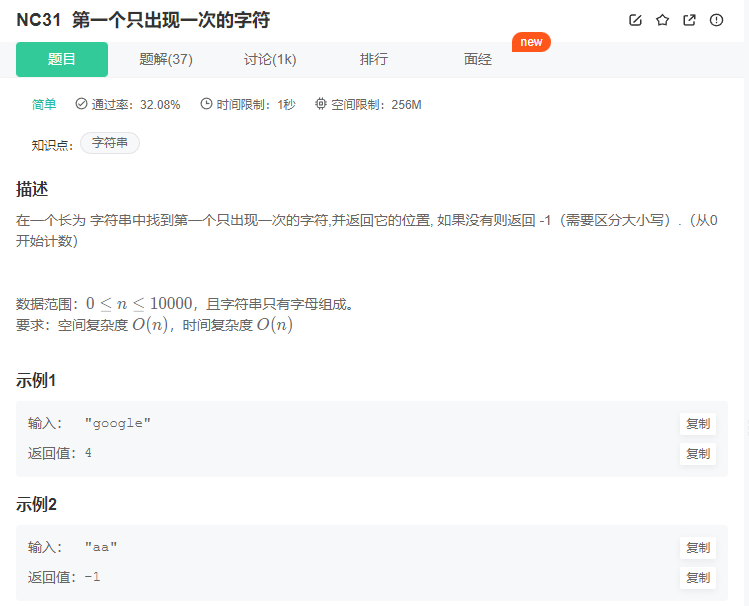 NC31 第一个只出现一次的字符
new
题目 题解(37) 讨论(1k) 排行 面经
简单 通过率：32.08% 时间限制：1秒 空间限制：256M
知识点： 字符串
描述
在一个长为 字符串中找到第一个只出现一次的字符,并返回它的位置, 如果没有则返回 -1（需要区分大小写）.（从0
开始计数）
数据范围：0 ≤ n ≤ 10000，且字符串只有字母组成。
要求：空间复杂度 O(n)，时间复杂度 O(n)
示例1
输入： "google" 复制
返回值：4 复制
示例2
输入： "aa" 复制
返回值：-1 复制